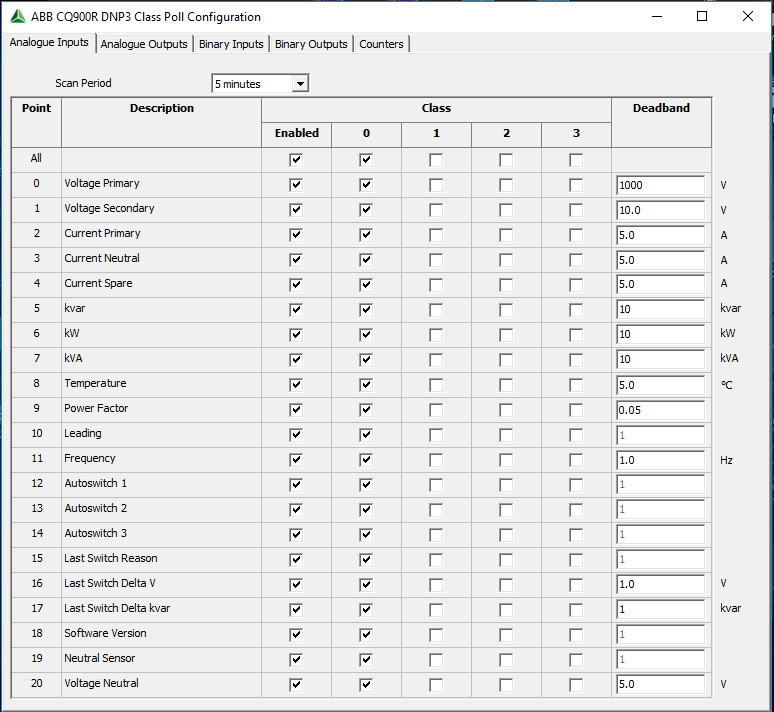 ABB CQ900R DNP3 Class Poll Configuration
Analogue Inputs Analogue Outputs Binary Inputs Binary Outputs Counters
Scan Period 5 minutes
Point Description Class Deadband
Enabled 0 1 2 3
All
0 Voltage Primary 1000 V
1 Voltage Secondary 10.0 V
2 Current Primary 5.0 A
3 Current Neutral 5.0 A
4 Current Spare 5.0 A
5 kvar 10 kvar
6 kW 10 kW
7 kVA 10 kVA
8 Temperature 5.0 °C
9 Power Factor 0.05
10 Leading 1
11 Frequency 1.0 Hz
12 Autoswitch 1 1
13 Autoswitch 2 1
14 Autoswitch 3 1
15 Last Switch Reason 1
16 Last Switch Delta V 1.0 V
17 Last Switch Delta kvar 1 kvar
18 Software Version 1
19 Neutral Sensor 1
20 Voltage Neutral 5.0 V